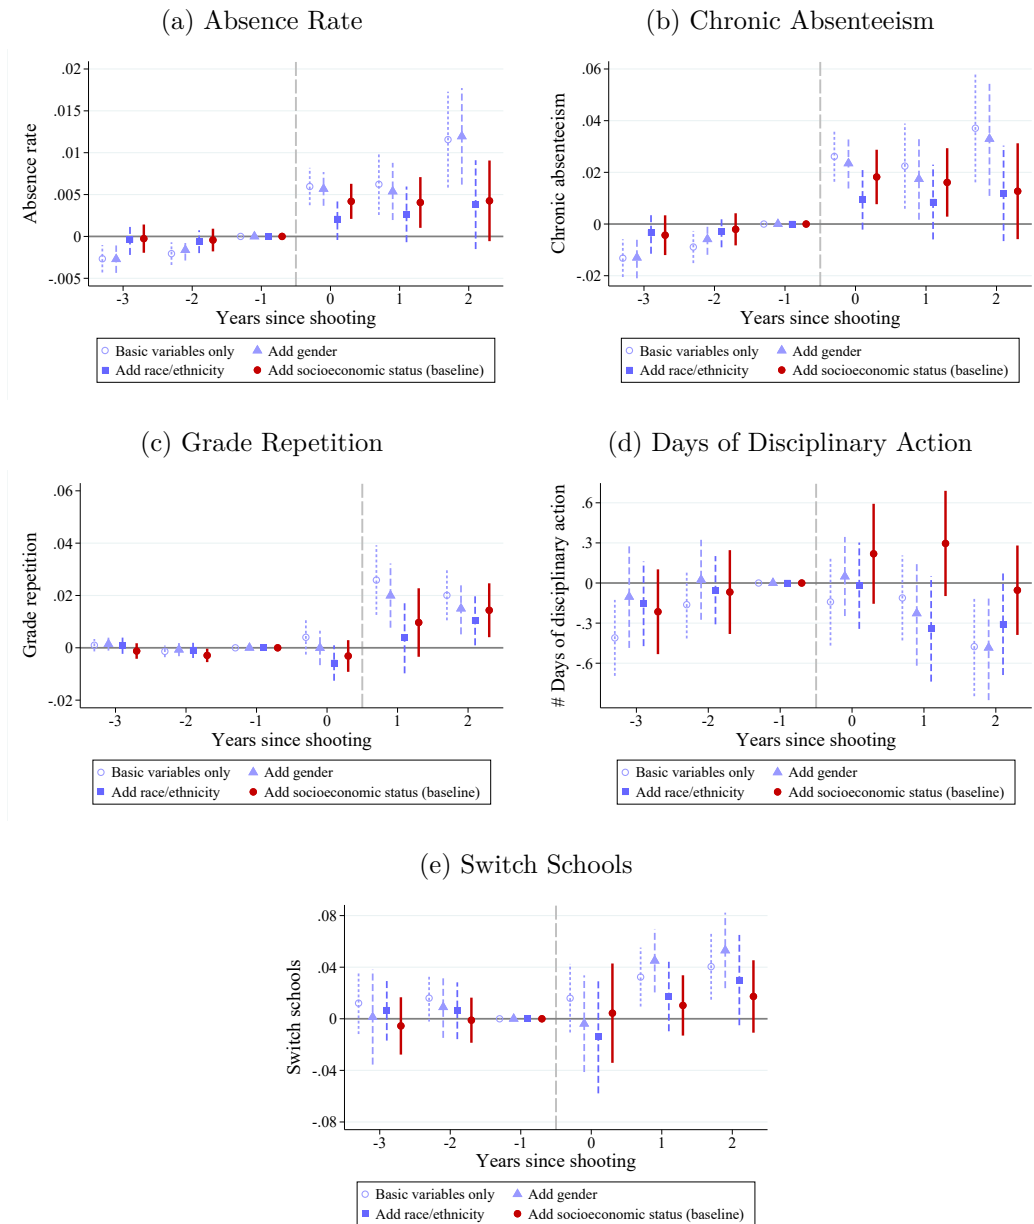 (a) Absence Rate
.02
.015
.01
.005
0
-.005
Absence rate
-3 -2 -1 0 1 2
Years since shooting
Basic variables only Add gender
Add race/ethnicity Add socioeconomic status (baseline)
(b) Chronic Absenteeism
.06
.04
.02
0
-.02
Chronic absenteeism
-3 -2 -1 0 1 2
Years since shooting
Basic variables only Add gender
Add race/ethnicity Add socioeconomic status (baseline)
(c) Grade Repetition
.06
.04
.02
0
-.02
Grade repetition
-3 -2 -1 0 1 2
Years since shooting
Basic variables only Add gender
Add race/ethnicity Add socioeconomic status (baseline)
(d) Days of Disciplinary Action
.6
.3
0
-.3
-.6
# Days of disciplinary action
-3 -2 -1 0 1 2
Years since shooting
Basic variables only Add gender
Add race/ethnicity Add socioeconomic status (baseline)
(e) Switch Schools
.08
.04
0
-.04
-.08
Switch schools
-3 -2 -1 0 1 2
Years since shooting
Basic variables only Add gender
Add race/ethnicity Add socioeconomic status (baseline)